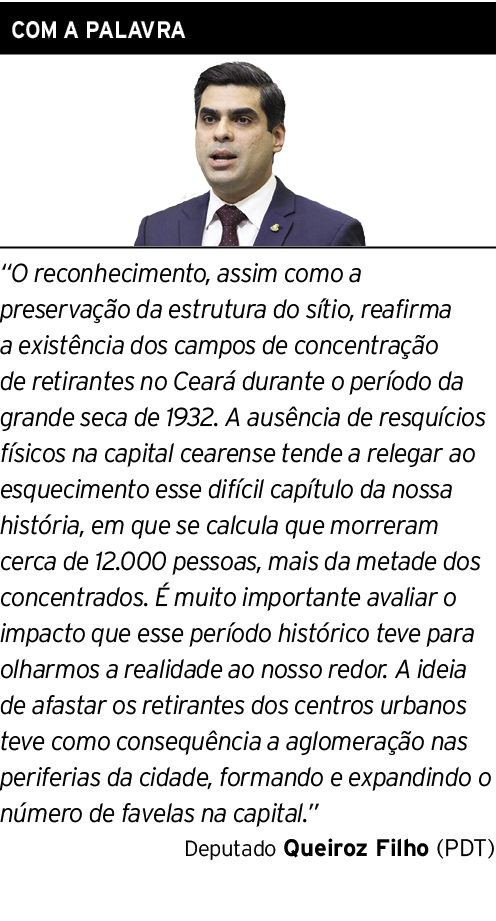 COM A PALAVRA
“O reconhecimento, assim como a
preservação da estrutura do sítio, reafirma
a existência dos campos de concentração
de retirantes no Ceará durante o período da
grande seca de 1932. A ausência de resquícios
físicos na capital cearense tende a relegar ao
esquecimento esse difícil capítulo da nossa
história, em que se calcula que morreram
cerca de 12.000 pessoas, mais da metade dos
concentrados. É muito importante avaliar o
impacto que esse período histórico teve para
olharmos a realidade ao nosso redor. A ideia
de afastar os retirantes dos centros urbanos
teve como consequência a aglomeração nas
periferias da cidade, formando e expandindo o
número de favelas na capital.”
Deputado Queiroz Filho (PDT)